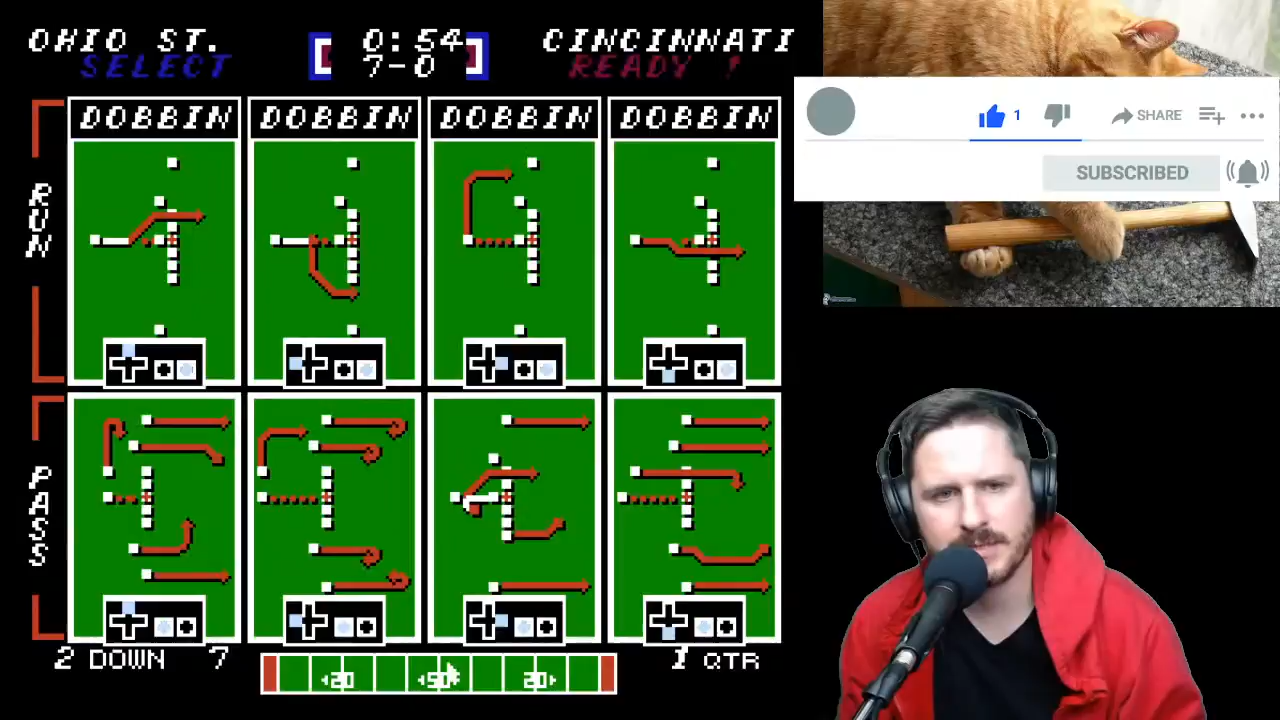 OHIO ST. 0:54 CINCINNATI
SELECT 7-0 READY !
DOBBIN DOBBIN DOBBIN DOBBIN
RUN
PASS
2 DOWN 7
20 50 20
1 QTR
1 SHARE
SUBSCRIBED